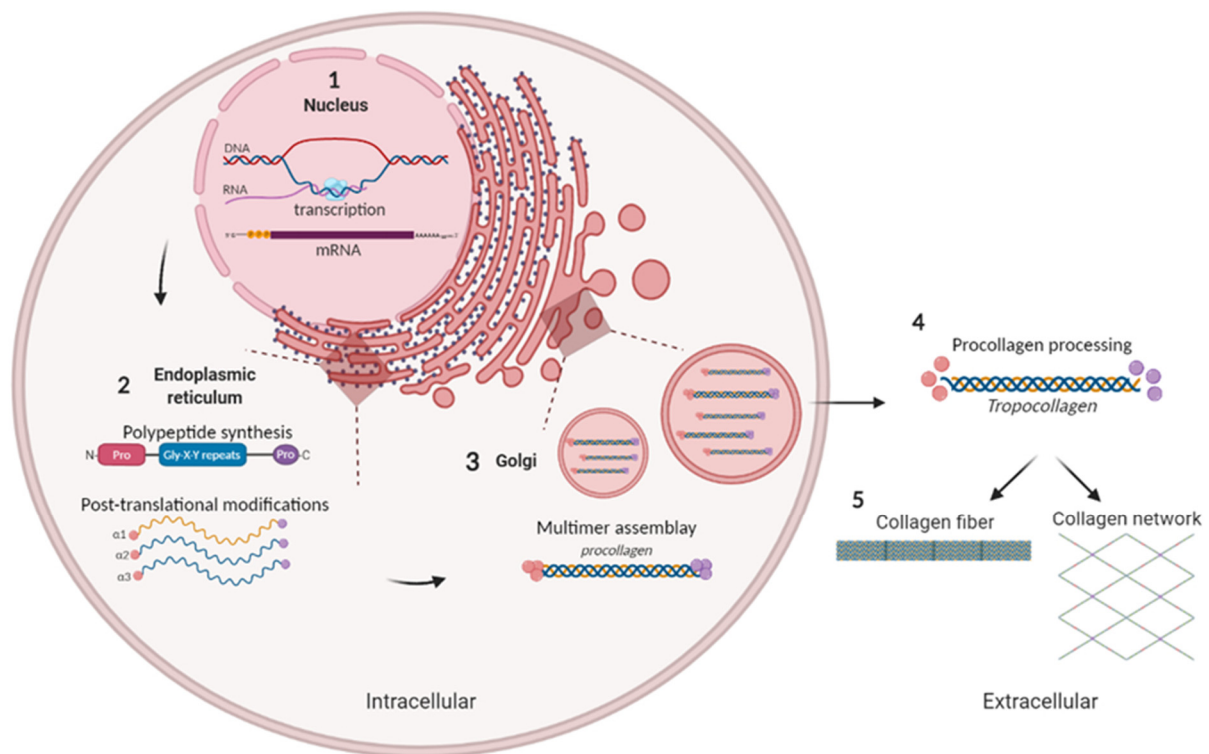 1
Nucleus
DNA
RNA
transcription
AAAAAA
mRNA
2
Endoplasmic
reticulum
Polypeptide synthesis
N- Pro Gly-X-Y repeats Pro -C
Post-translational modifications
α1
α2
α3
3 Golgi
Multimer assemblay
procollagen
Intracellular
4
Procollagen processing
Tropocollagen
5
Collagen fiber
Collagen network
Extracellular